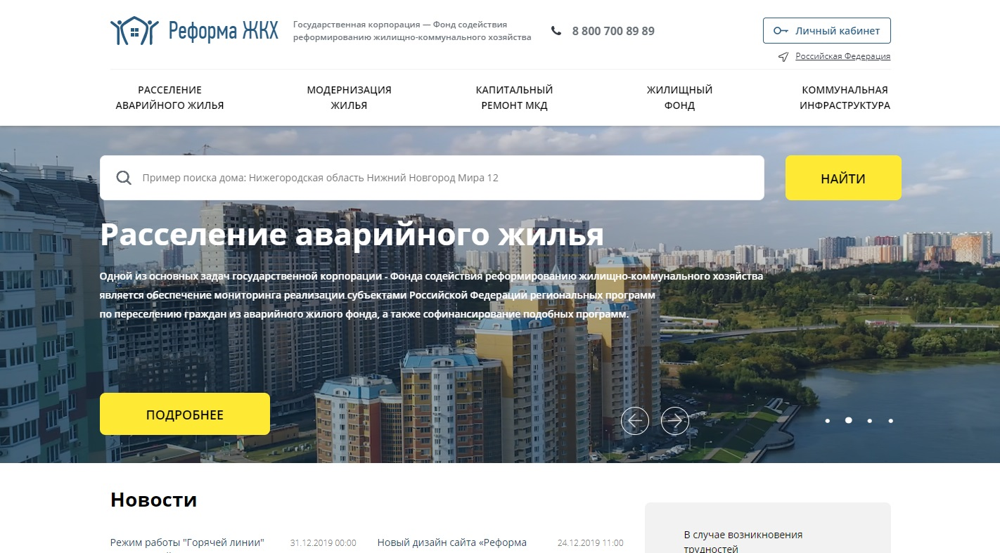 Реформа ЖКХ
Государственная корпорация — Фонд содействия
реформированию жилищно-коммунального хозяйства
8 800 700 89 89
Личный кабинет
Российская Федерация
РАССЕЛЕНИЕ
АВАРИЙНОГО ЖИЛЬЯ
МОДЕРНИЗАЦИЯ
ЖИЛЬЯ
КАПИТАЛЬНЫЙ
РЕМОНТ МКД
ЖИЛИЩНЫЙ
ФОНД
КОММУНАЛЬНАЯ
ИНФРАСТРУКТУРА
Пример поиска дома: Нижегородская область Нижний Новгород Мира 12
НАЙТИ
Расселение аварийного жилья
Одной из основных задач государственной корпорации - Фонда содействия реформированию жилищно-коммунального хозяйства
является обеспечение мониторинга реализации субъектами Российской Федерации региональных программ
по переселению граждан из аварийного жилого фонда, а также софинансирование подобных программ.
ПОДРОБНЕЕ
Новости
Режим работы "Горячей линии"
31.12.2019 00:00
Новый дизайн сайта «Реформа
24.12.2019 11:00
В случае возникновения
трудностей